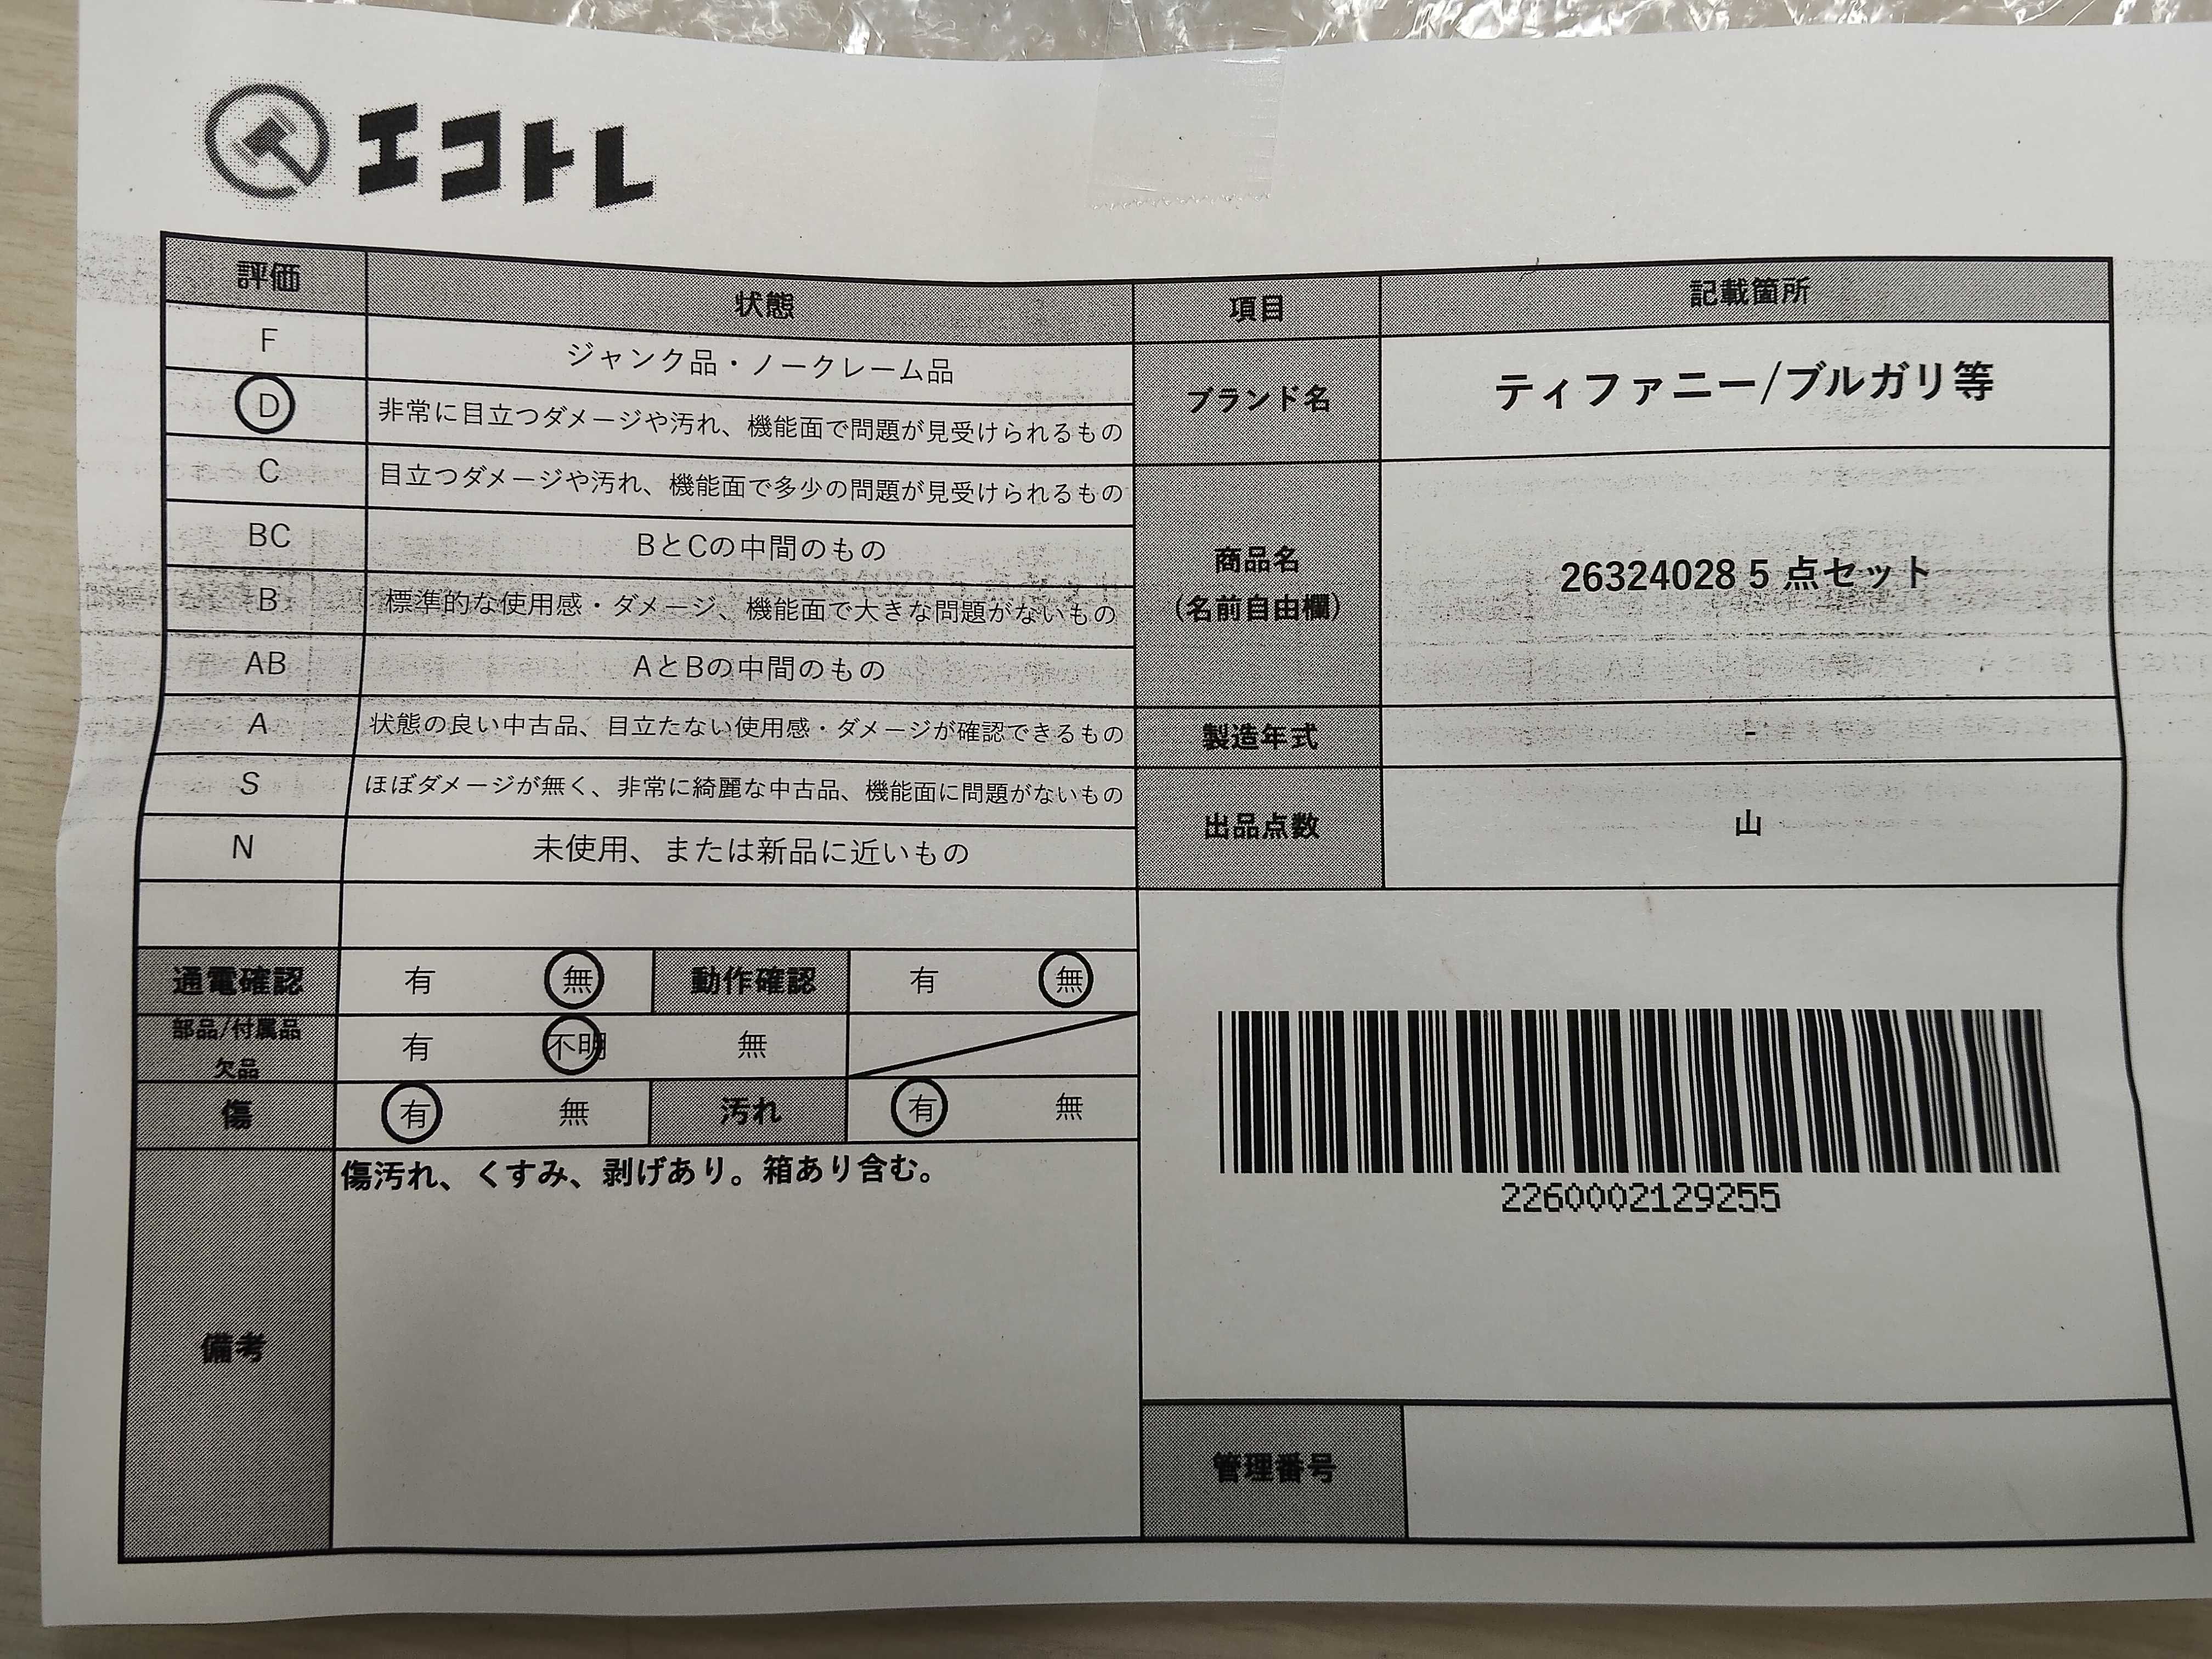 エコトレ
評価 状態 項目 記載箇所
F ジャンク品・ノークレーム品
D 非常に目立つダメージや汚れ、機能面で問題が見受けられるもの
C 目立つダメージや汚れ、機能面で多少の問題が見受けられるもの
BC BとCの中間のもの
B 標準的な使用感・ダメージ、機能面で大きな問題がないもの
AB AとBの中間のもの
A 状態の良い中古品、目立たない使用感・ダメージが確認できるもの
S ほぼダメージが無く、非常に綺麗な中古品、機能面に問題がないもの
N 未使用、または新品に近いもの
通電確認 有 無 動作確認 有 無
部品/付属品
欠品 有 不明 無
傷 有 無 汚れ 有 無
備考 傷汚れ、くすみ、剥げあり。箱あり含む。
ブランド名 ティファニー/ブルガリ等
商品名
(名前自由欄) 26324028 5 点セット
製造年式 -
出品点数 山
2260002129255
管理番号